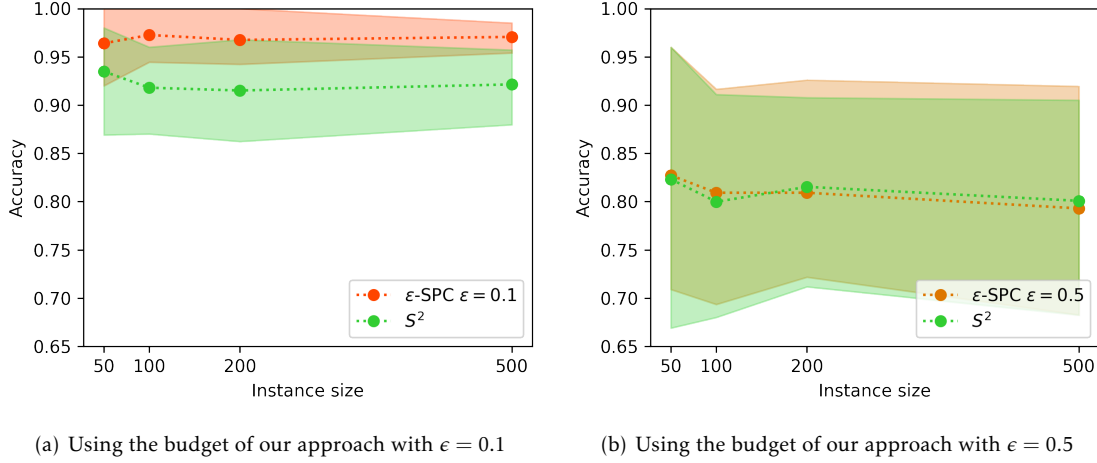 1.00
0.95
0.90
0.85
0.80
0.75
0.70
0.65
Accuracy
50 100 200 500
Instance size
ε-SPC ε = 0.1
S²
(a) Using the budget of our approach with ϵ = 0.1
1.00
0.95
0.90
0.85
0.80
0.75
0.70
0.65
Accuracy
50 100 200 500
Instance size
ε-SPC ε = 0.5
S²
(b) Using the budget of our approach with ϵ = 0.5